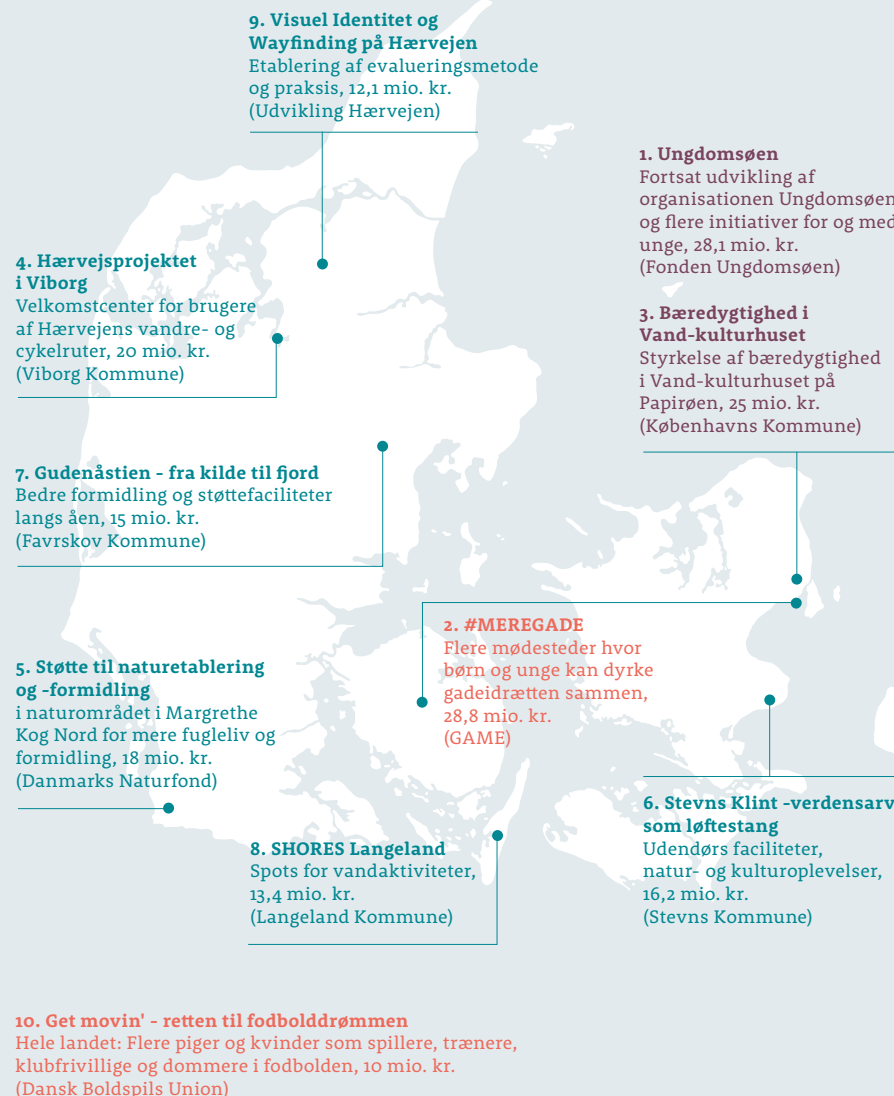 9. Visuel Identitet og
Wayfinding på Hærvejen
Etablering af evalueringsmetode
og praksis, 12,1 mio. kr.
(Udvikling Hærvejen)
1. Ungdomsøen
Fortsat udvikling af
organisationen Ungdomsøen
og flere initiativer for og med
unge, 28,1 mio. kr.
(Fonden Ungdomsøen)
4. Hærvejsprojektet
i Viborg
Velkomstcenter for brugere
af Hærvejens vandre- og
cykelruter, 20 mio. kr.
(Viborg Kommune)
3. Bæredygtighed i
Vand-kulturhuset
Styrkelse af bæredygtighed
i Vand-kulturhuset på
Papirøen, 25 mio. kr.
(Københavns Kommune)
7. Gudenåstien - fra kilde til fjord
Bedre formidling og støttefaciliteter
langs åen, 15 mio. kr.
(Favrskov Kommune)
2. #MEREGADE
Flere mødesteder hvor
børn og unge kan dyrke
gadeidrætten sammen,
28,8 mio. kr.
(GAME)
5. Støtte til naturetablering
og -formidling
i naturområdet i Margrethe
Kog Nord for mere fugleliv og
formidling, 18 mio. kr.
(Danmarks Naturfond)
8. SHORES Langeland
Spots for vandaktiviteter,
13,4 mio. kr.
(Langeland Kommune)
6. Stevns Klint -verdensarv
som løftestang
Udendørs faciliteter,
natur- og kulturoplevelser,
16,2 mio. kr.
(Stevns Kommune)
10. Get movin' - retten til fodbolddrømmen
Hele landet: Flere piger og kvinder som spillere, trænere,
klubfrivillige og dommere i fodbolden, 10 mio. kr.
(Dansk Boldspils Union)